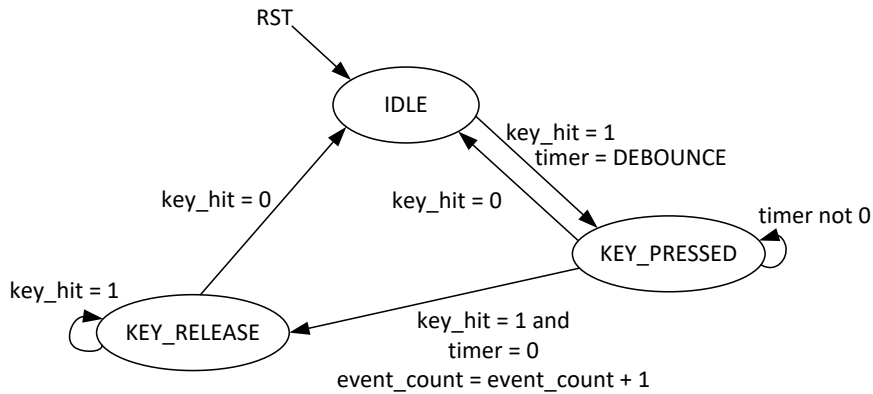 RST
IDLE
key_hit = 1
timer = DEBOUNCE
key_hit = 0
key_hit = 0
timer not 0
KEY_PRESSED
key_hit = 1
KEY_RELEASE
key_hit = 1 and
timer = 0
event_count = event_count + 1